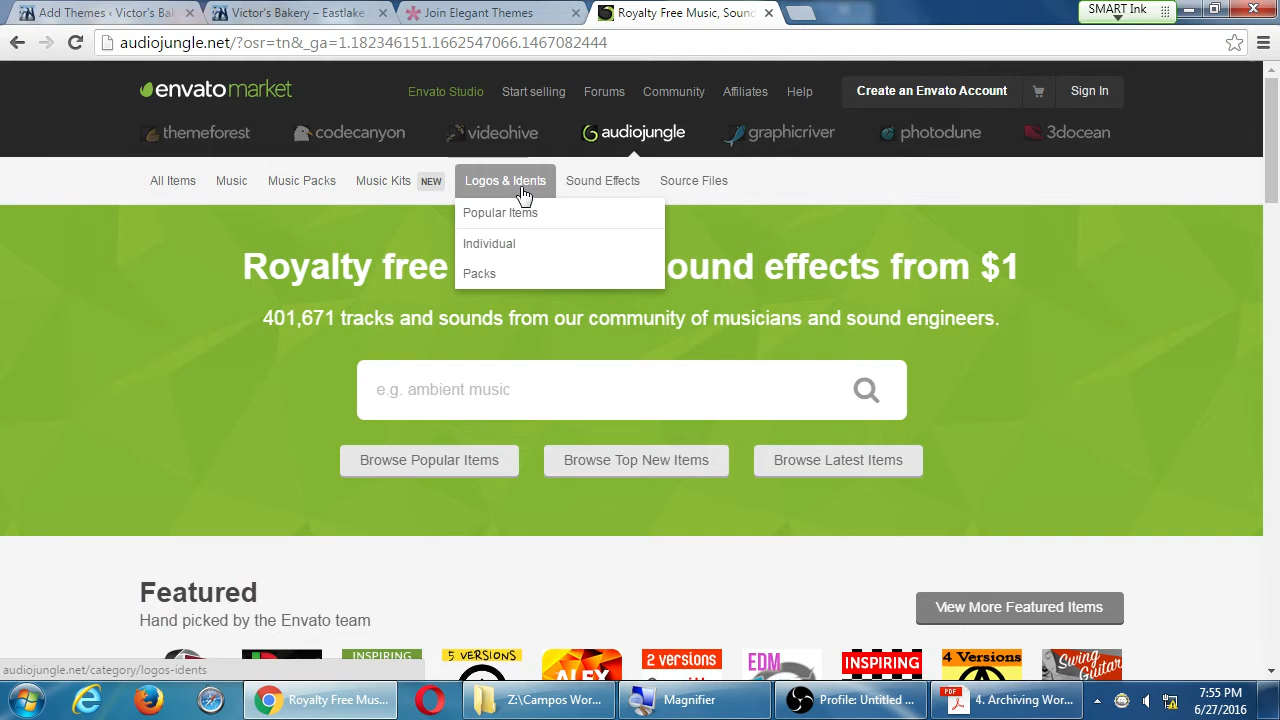 Add Themes ‹ Victor's Bak
Victor's Bakery – Eastlake
Join Elegant Themes
Royalty Free Music, Soun
SMART Ink
audiojungle.net/?osr=tn&_ga=1.182346151.1662547066.1467082444
envatomarket
Envato Studio
Start selling
Forums
Community
Affiliates
Help
Create an Envato Account
Sign In
themeforest
codecanyon
videohive
audiojungle
graphicriver
photodune
3docean
All Items
Music
Music Packs
Music Kits NEW
Logos & Idents
Sound Effects
Source Files
Popular Items
Individual
Packs
Royalty free ound effects from $1
401,671 tracks and sounds from our community of musicians and sound engineers.
e.g. ambient music
Browse Popular Items
Browse Top New Items
Browse Latest Items
Featured
Hand picked by the Envato team
View More Featured Items
INSPIRING
5 VERSIONS
ALEX
2 versions
EDM
INSPIRING
4 Versions
Swing
Guitar
audiojungle.net/category/logos-idents
Royalty Free Mus...
Z:\Campos Wor...
Magnifier
Profile: Untitled ...
PDF
4. Archiving Wor...
7:55 PM
6/27/2016